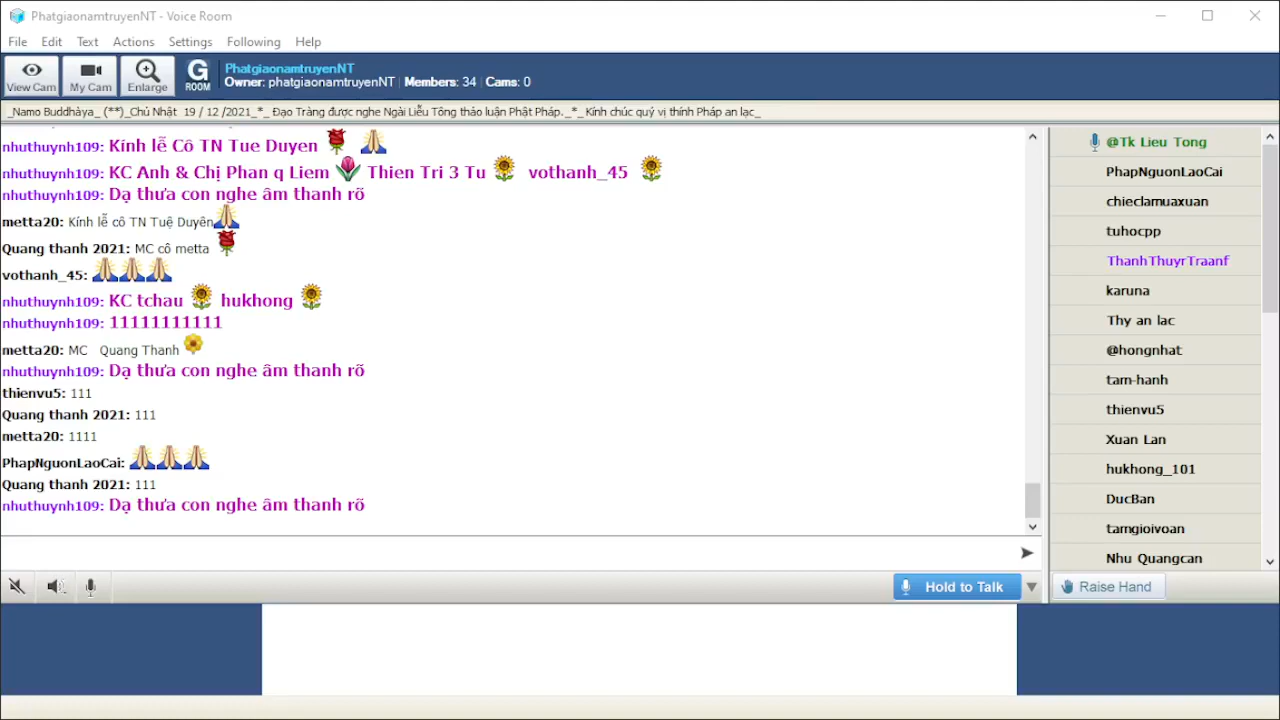 PhatgiaonamtruyenNT - Voice Room
File Edit Text Actions Settings Following Help
View Cam My Cam Enlarge G ROOM
PhatgiaonamtruyenNT
Owner: phatgiaonamtruyenNT | Members: 34 | Cams: 0
_Namo Buddhàya_ (**)_Chủ Nhật 19 / 12 /2021_*_ Đạo Tràng được nghe Ngài Liễu Tông thảo luận Phật Pháp._*_Kính chúc quý vị thính Pháp an lạc_
nhuthuynh109: Kính lễ Cô TN Tue Duyen
nhuthuynh109: KC Anh & Chị Phan q Liem Thien Tri 3 Tu vothanh_45
nhuthuynh109: Dạ thưa con nghe âm thanh rõ
metta20: Kính lễ cô TN Tuệ Duyên
Quang thanh 2021: MC cô metta
vothanh_45:
nhuthuynh109: KC tchau hukhong
nhuthuynh109: 11111111111
metta20: MC Quang Thanh
nhuthuynh109: Dạ thưa con nghe âm thanh rõ
thienvu5: 111
Quang thanh 2021: 111
metta20: 1111
PhapNguonLaoCai:
Quang thanh 2021: 111
nhuthuynh109: Dạ thưa con nghe âm thanh rõ
@Tk Lieu Tong
PhapNguonLaoCai
chieclamuaxuan
tuhocpp
ThanhThuyrTraanf
karuna
Thy an lac
@hongnhat
tam-hanh
thienvu5
Xuan Lan
hukhong_101
DucBan
tamgioivoan
Nhu Quangcan
Hold to Talk
Raise Hand